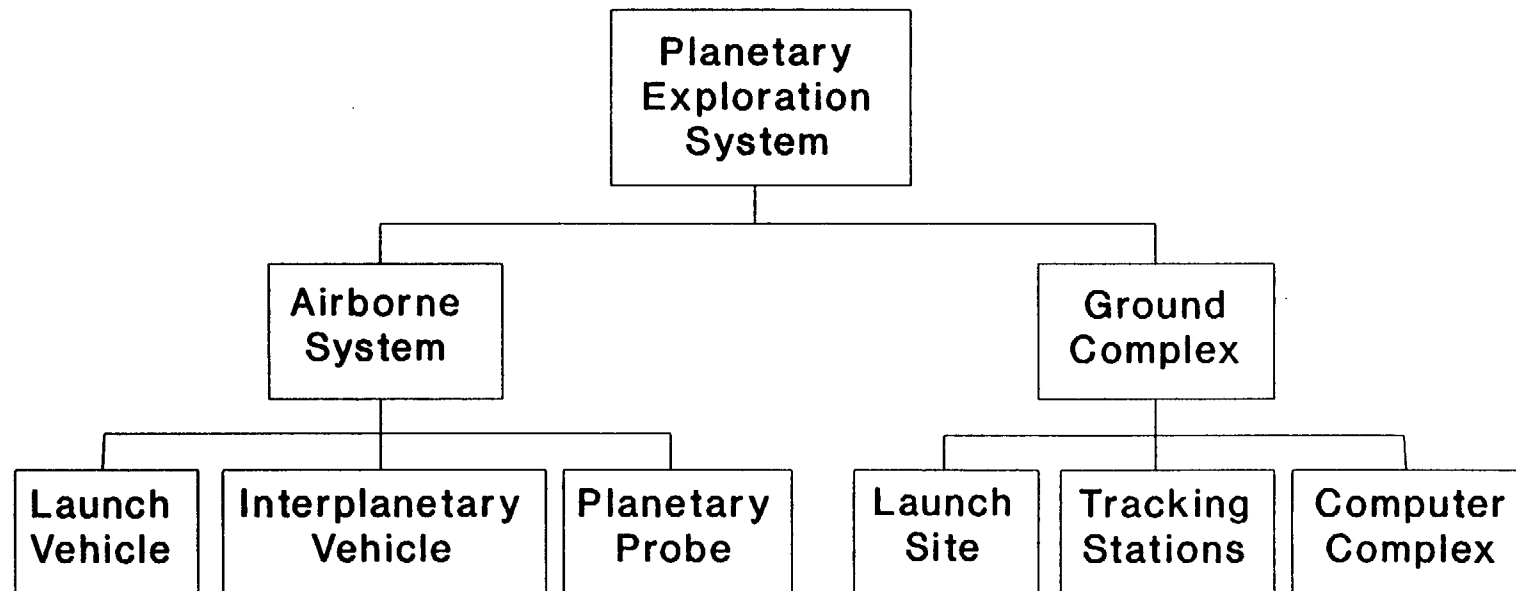 Planetary
Exploration
System
Airborne
System
Ground
Complex
Launch
Vehicle
Interplanetary
Vehicle
Planetary
Probe
Launch
Site
Tracking
Stations
Computer
Complex